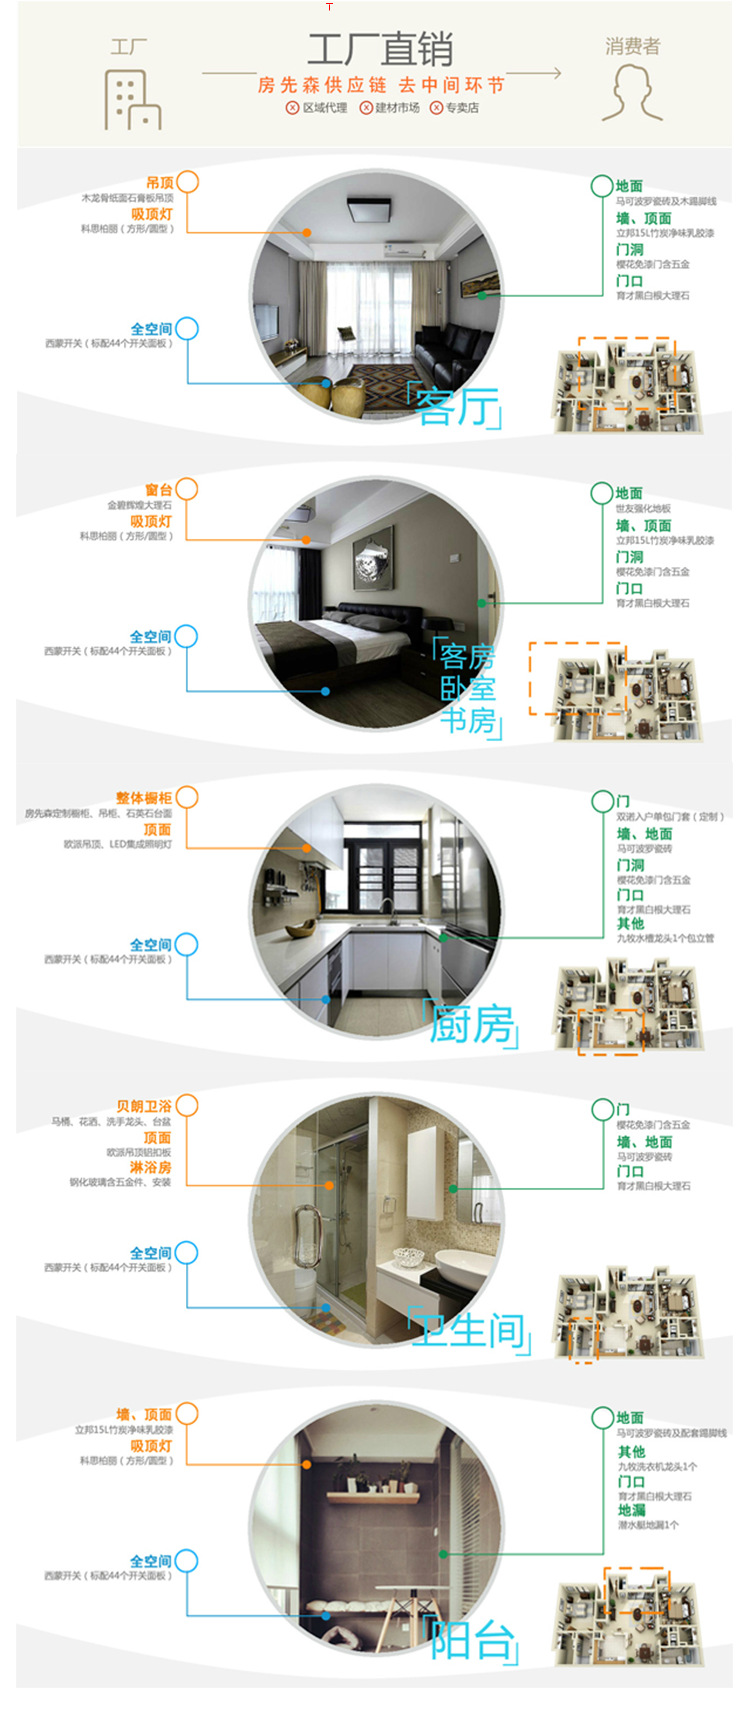 工厂
工厂直销
消费者
房先森供应链 去中间环节
区域代理 建材市场 专卖店
吊顶
木龙骨纸面石膏板吊顶
吸顶灯
科思柏丽（方形/圆型）
全空间
西蒙开关（标配44个开关面板）
地面
马可波罗瓷砖及木踢脚线
墙、顶面
立邦15L竹炭净味乳胶漆
门洞
樱花免漆门含五金
门口
育才黑白根大理石
「客厅」
窗台
金碧辉煌大理石
吸顶灯
科思柏丽（方形/圆型）
全空间
西蒙开关（标配44个开关面板）
地面
世友强化地板
墙、顶面
立邦15L竹炭净味乳胶漆
门洞
樱花免漆门含五金
门口
育才黑白根大理石
「客房
卧室
书房」
整体橱柜
房先森定制橱柜、吊柜、石英石台面
顶面
欧派吊顶、LED集成照明灯
全空间
西蒙开关（标配44个开关面板）
门
双诺入户单包门套（定制）
墙、地面
马可波罗瓷砖
门洞
樱花免漆门含五金
门口
育才黑白根大理石
其他
九牧水槽龙头1个包立管
「厨房」
贝朗卫浴
马桶、花洒、洗手龙头、台盆
顶面
欧派吊顶铝扣板
淋浴房
钢化玻璃含五金件、安装
全空间
西蒙开关（标配44个开关面板）
门
樱花免漆门含五金
墙、地面
马可波罗瓷砖
门口
育才黑白根大理石
「卫生间」
墙、顶面
立邦15L竹炭净味乳胶漆
吸顶灯
科思柏丽（方形/圆型）
全空间
西蒙开关（标配44个开关面板）
地面
马可波罗瓷砖及配套踢脚线
其他
九牧洗衣机龙头1个
门口
育才黑白根大理石
地漏
潜水艇地漏1个
「阳台」